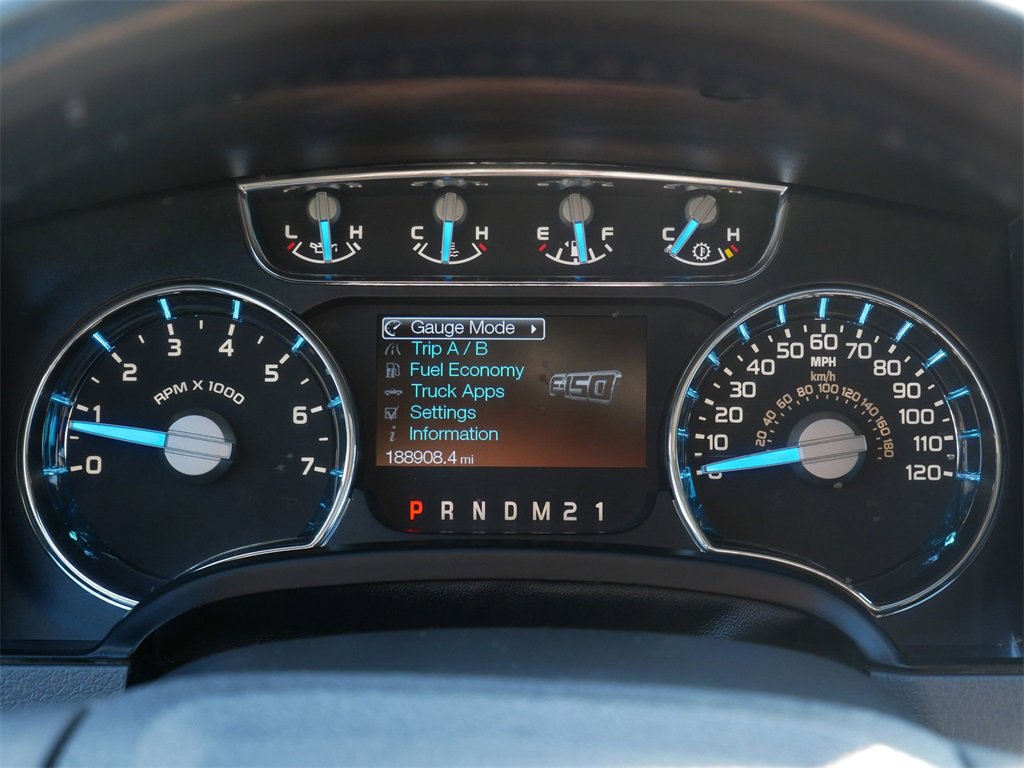 L H C H E F C H
0 1 2 3 4 5 6 7
RPM X 1000
Gauge Mode
Trip A / B
Fuel Economy
Truck Apps
Settings
Information
188908.4 mi
F-150
P R N D M 2 1
0 10 20 30 40 50 60 70 80 90 100 110 120
MPH
km/h
20 40 60 80 100 120 140 160 180